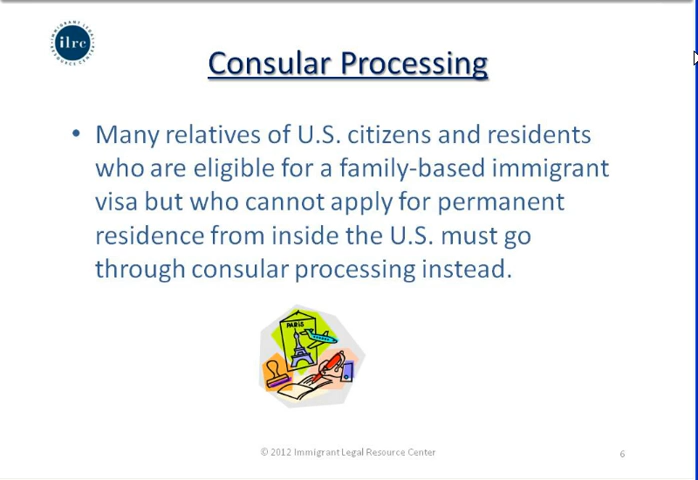 ilrc
Consular Processing
• Many relatives of U.S. citizens and residents
who are eligible for a family-based immigrant
visa but who cannot apply for permanent
residence from inside the U.S. must go
through consular processing instead.
PARIS
© 2012 Immigrant Legal Resource Center
6